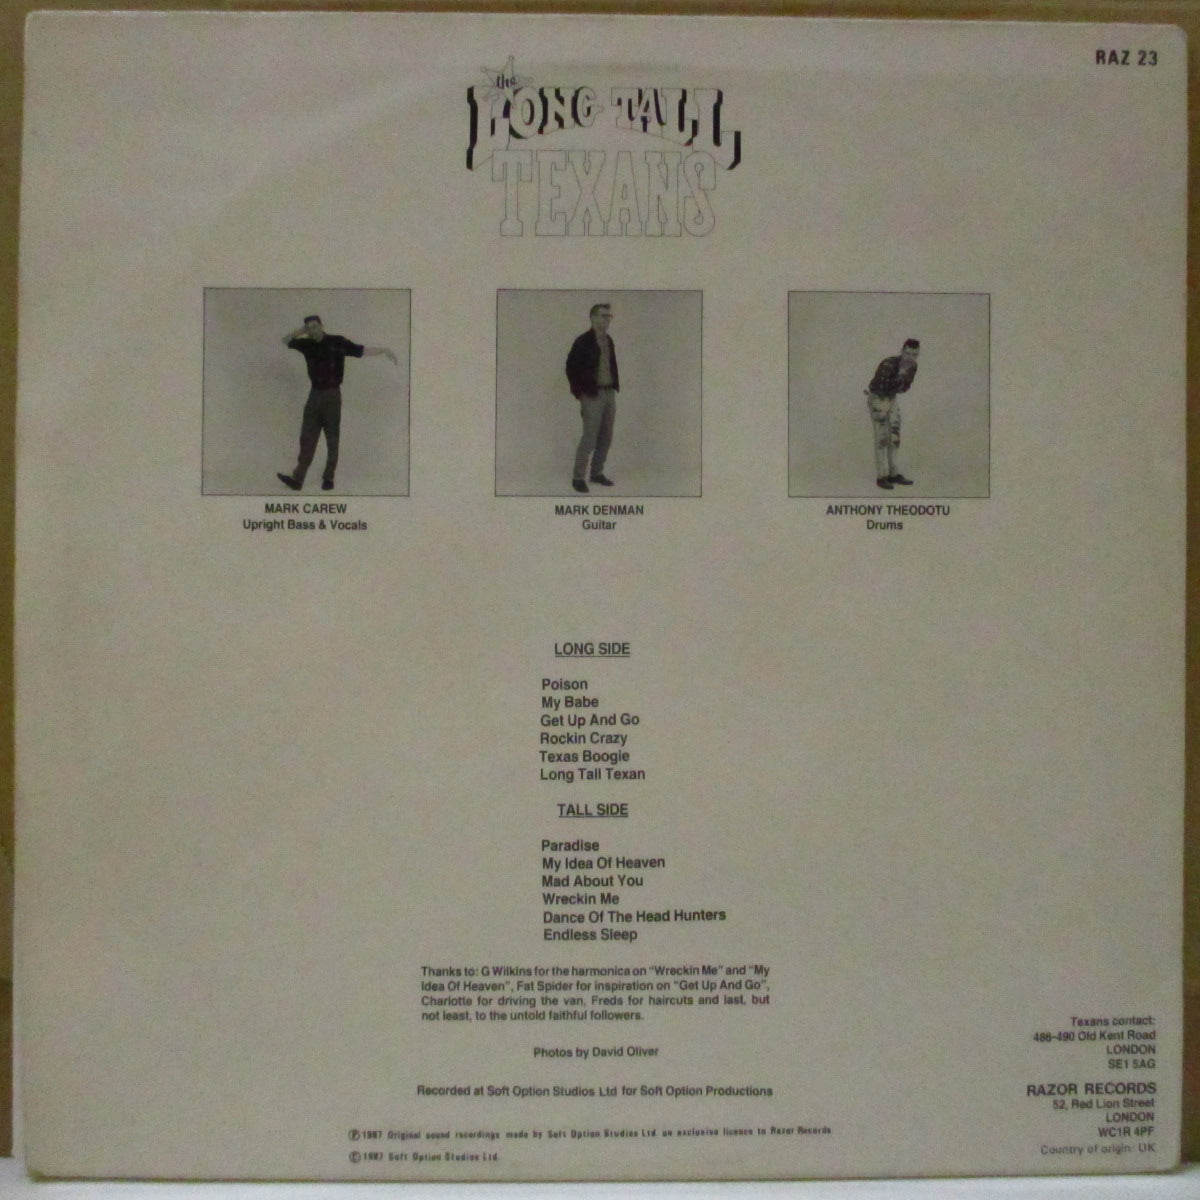 RAZ 23
the
LONG TALL
TEXANS
MARK CAREW
Upright Bass & Vocals
MARK DENMAN
Guitar
ANTHONY THEODOTU
Drums
LONG SIDE
Poison
My Babe
Get Up And Go
Rockin Crazy
Texas Boogie
Long Tall Texan
TALL SIDE
Paradise
My Idea Of Heaven
Mad About You
Wreckin Me
Dance Of The Head Hunters
Endless Sleep
Thanks to: G Wilkins for the harmonica on "Wreckin Me" and "My
Idea Of Heaven", Fat Spider for inspiration on "Get Up And Go",
Charlotte for driving the van, Freds for haircuts and last, but
not least, to the untold faithful followers.
Photos by David Oliver
Recorded at Soft Option Studios Ltd for Soft Option Productions
Ⓟ 1987 Original sound recordings made by Soft Option Studios Ltd. on exclusive licence to Razor Records
Ⓒ 1987 Soft Option Studios Ltd.
Texans contact:
486-490 Old Kent Road
LONDON
SE1 5AG
RAZOR RECORDS
52, Red Lion Street
LONDON
WC1R 4PF
Country of origin: UK